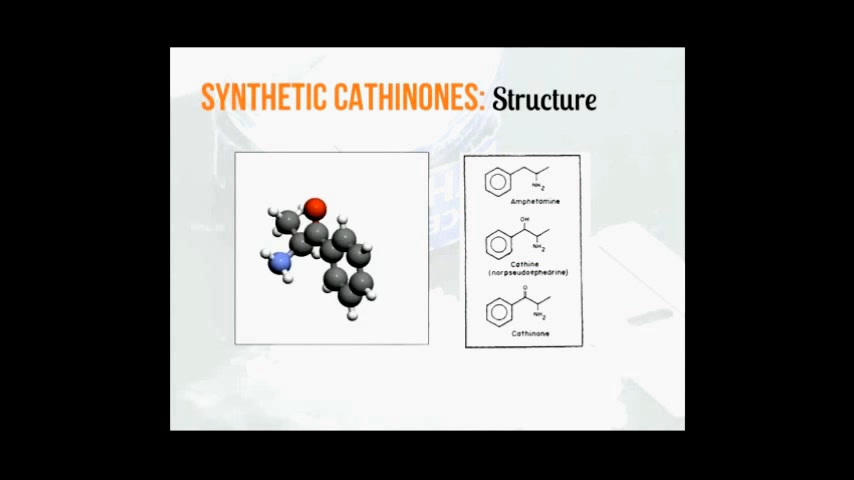 SYNTHETIC CATHINONES: Structure
NH2
Amphetamine
OH
NH2
Cathine
(norpseudoephedrine)
O
NH2
Cathinone